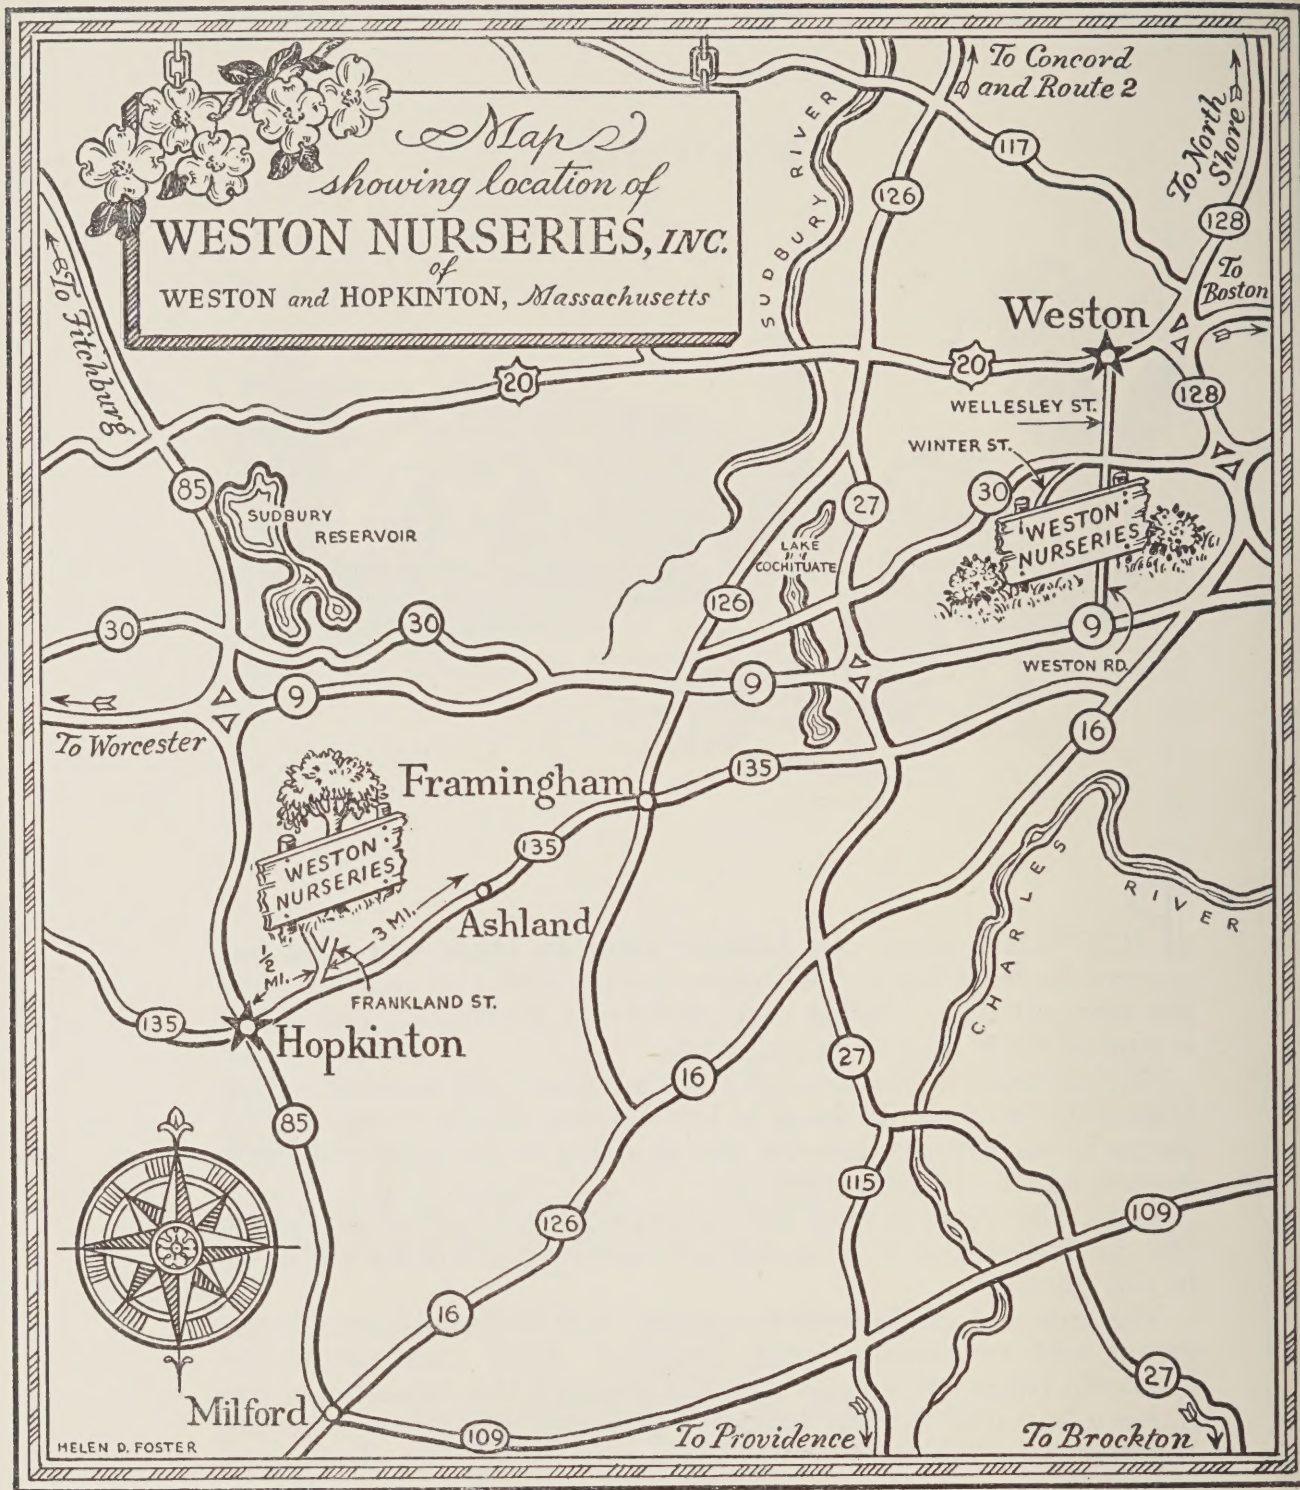 Map
showing location of
WESTON NURSERIES, INC.
of
WESTON and HOPKINTON, Massachusetts
To Concord
and Route 2
To North
Shore
117
126
128
SUDBURY RIVER
To
Boston
To Fitchburg
Weston
20
20
128
WELLESLEY ST.
WINTER ST.
85
SUDBURY
RESERVOIR
27
30
WESTON
NURSERIES
LAKE
COCHITUATE
126
30
30
9
WESTON RD.
9
9
To Worcester
16
Framingham
135
WESTON
NURSERIES
135
CHARLES RIVER
3 MI.
Ashland
1/2
MI.
FRANKLAND ST.
135
Hopkinton
27
16
85
115
109
126
16
27
Milford
109
To Providence
To Brockton
HELEN D. FOSTER